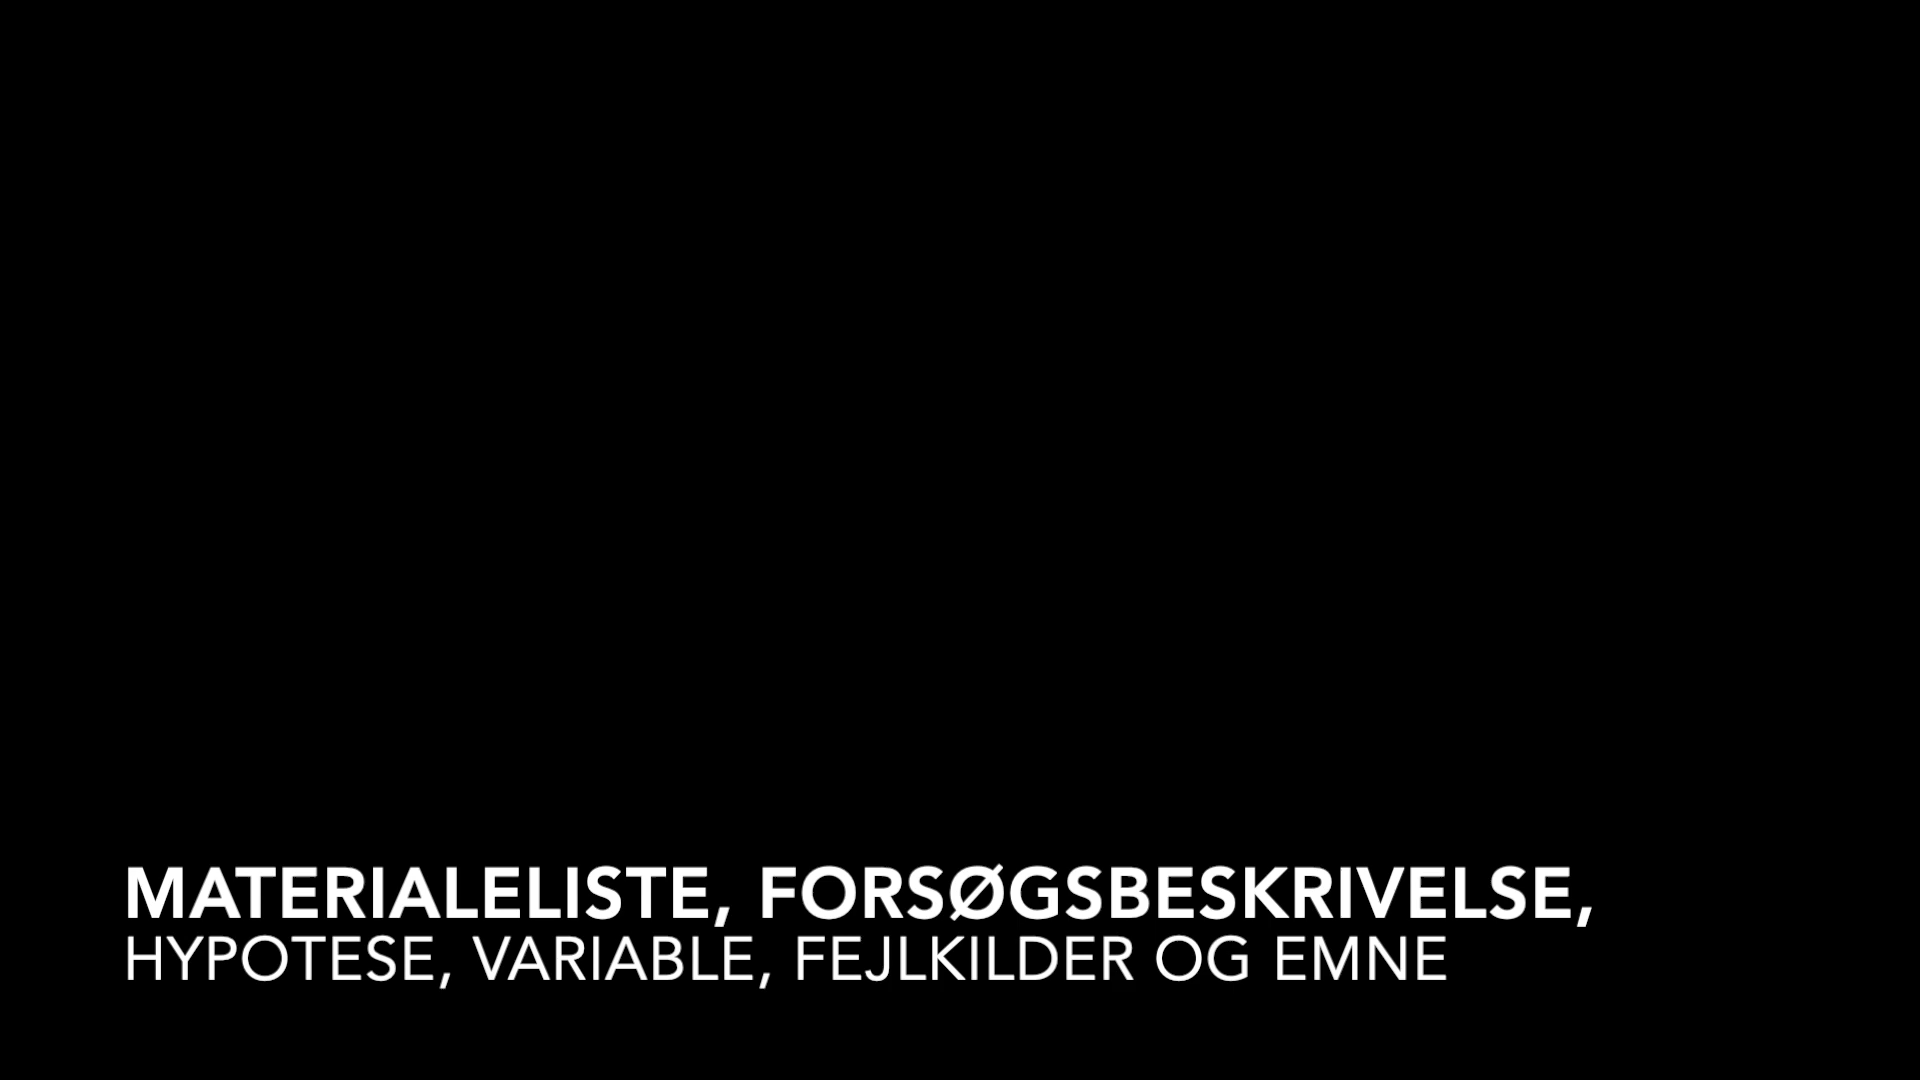 MATERIALELISTE, FORSØGSBESKRIVELSE,
HYPOTESE, VARIABLE, FEJLKILDER OG EMNE